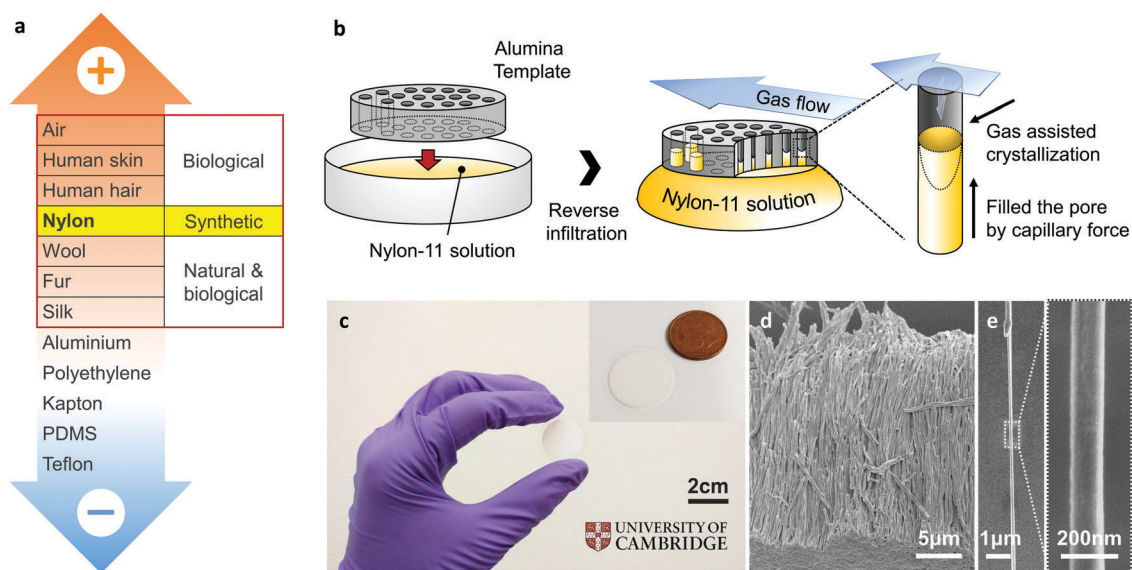 a
+
Air
Human skin
Human hair
Biological
Nylon
Synthetic
Wool
Fur
Silk
Natural &
biological
Aluminium
Polyethylene
Kapton
PDMS
Teflon
−
b
Alumina
Template
Nylon-11 solution
Reverse
infiltration
Gas flow
Nylon-11 solution
Gas assisted
crystallization
Filled the pore
by capillary force
c
2cm
UNIVERSITY OF
CAMBRIDGE
d
5μm
e
1μm
200nm